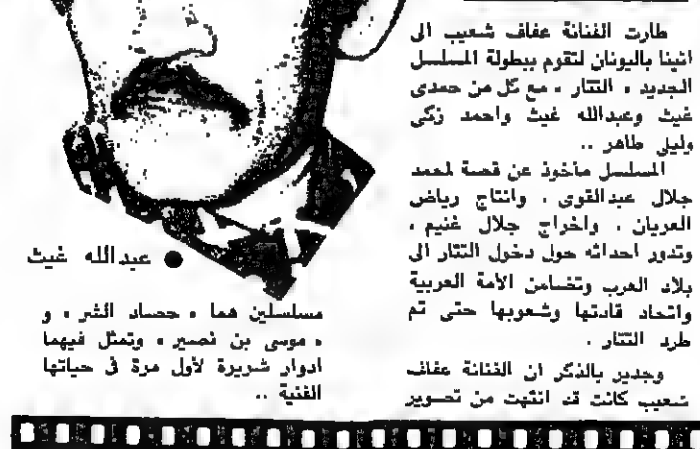 طارت الفنانة عفاف شعيب الى
اثينا باليونان لتقوم ببطولة المسلسل
الجديد « التتار » مع كل من حمدى
غيث وعبدالله غيث واحمد زكى
وليلى طاهر ..
المسلسل مأخوذ عن قصة لمحمد
جلال عبدالقوى ، وانتاج رياض
العريان ، واخراج جلال غنيم ،
وتدور احداثه حول دخول التتار الى
بلاد العرب وتضامن الأمة العربية
واتحاد قادتها وشعوبها حتى تم
طرد التتار .
وجدير بالذكر ان الفنانة عفاف
شعيب كانت قد انتهت من تصوير
● عبدالله غيث
مسلسلين هما « حصاد الشر » و
« موسى بن نصير » وتمثل فيهما
ادوار شريرة لأول مرة فى حياتها
الفنية ..